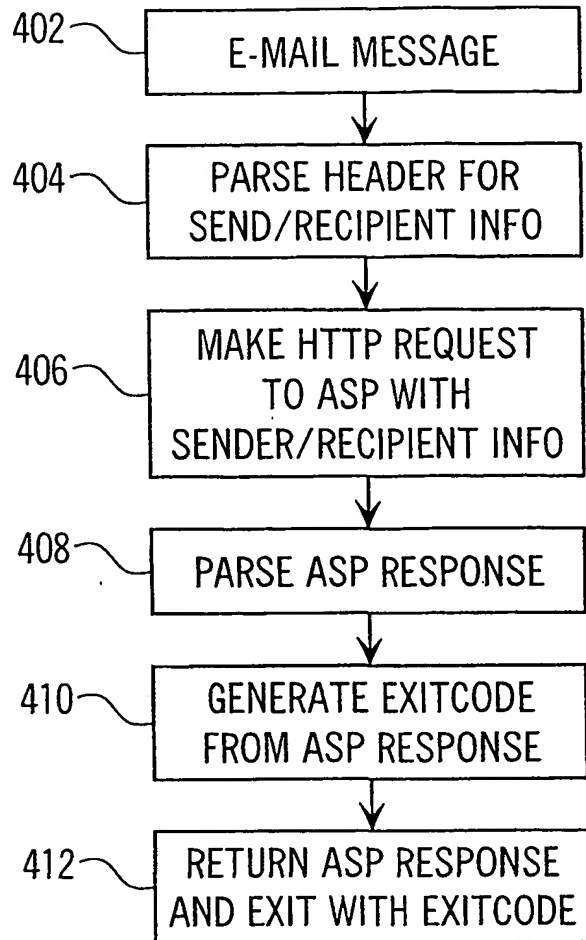 402
E-MAIL MESSAGE
404
PARSE HEADER FOR
SEND/RECIPIENT INFO
406
MAKE HTTP REQUEST
TO ASP WITH
SENDER/RECIPIENT INFO
408
PARSE ASP RESPONSE
410
GENERATE EXITCODE
FROM ASP RESPONSE
412
RETURN ASP RESPONSE
AND EXIT WITH EXITCODE